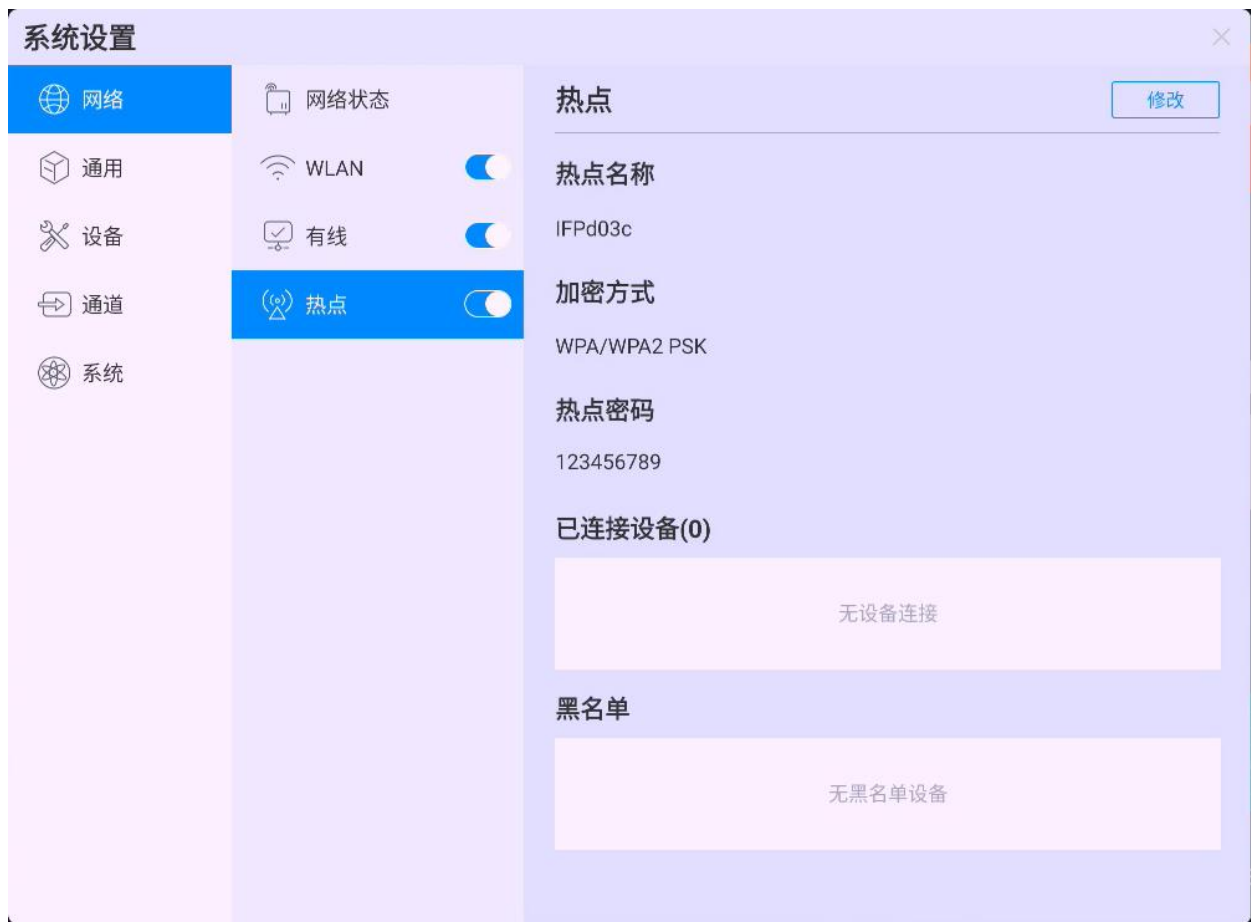 系统设置
网络
通用
设备
通道
系统
网络状态
WLAN
有线
热点
热点
修改
热点名称
IFPd03c
加密方式
WPA/WPA2 PSK
热点密码
123456789
已连接设备(0)
无设备连接
黑名单
无黑名单设备